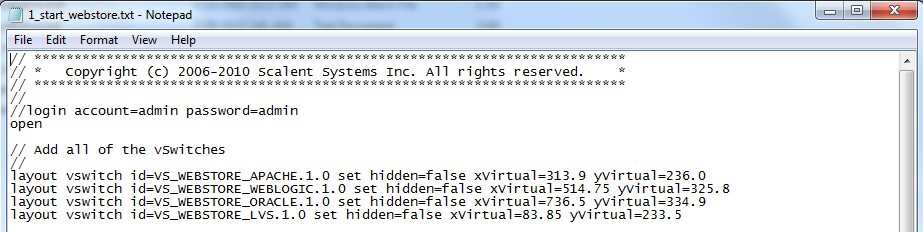 1_start_webstore.txt - Notepad
File Edit Format View Help
// **************************************************************************
// *   Copyright (c) 2006-2010 Scalent Systems Inc. All rights reserved.    *
// **************************************************************************
//
//login account=admin password=admin
open

// Add all of the vSwitches
//
layout vswitch id=VS_WEBSTORE_APACHE.1.0 set hidden=false xVirtual=313.9 yVirtual=236.0
layout vswitch id=VS_WEBSTORE_WEBLOGIC.1.0 set hidden=false xVirtual=514.75 yVirtual=325.8
layout vswitch id=VS_WEBSTORE_ORACLE.1.0 set hidden=false xVirtual=736.5 yVirtual=334.9
layout vswitch id=VS_WEBSTORE_LVS.1.0 set hidden=false xVirtual=83.85 yVirtual=233.5